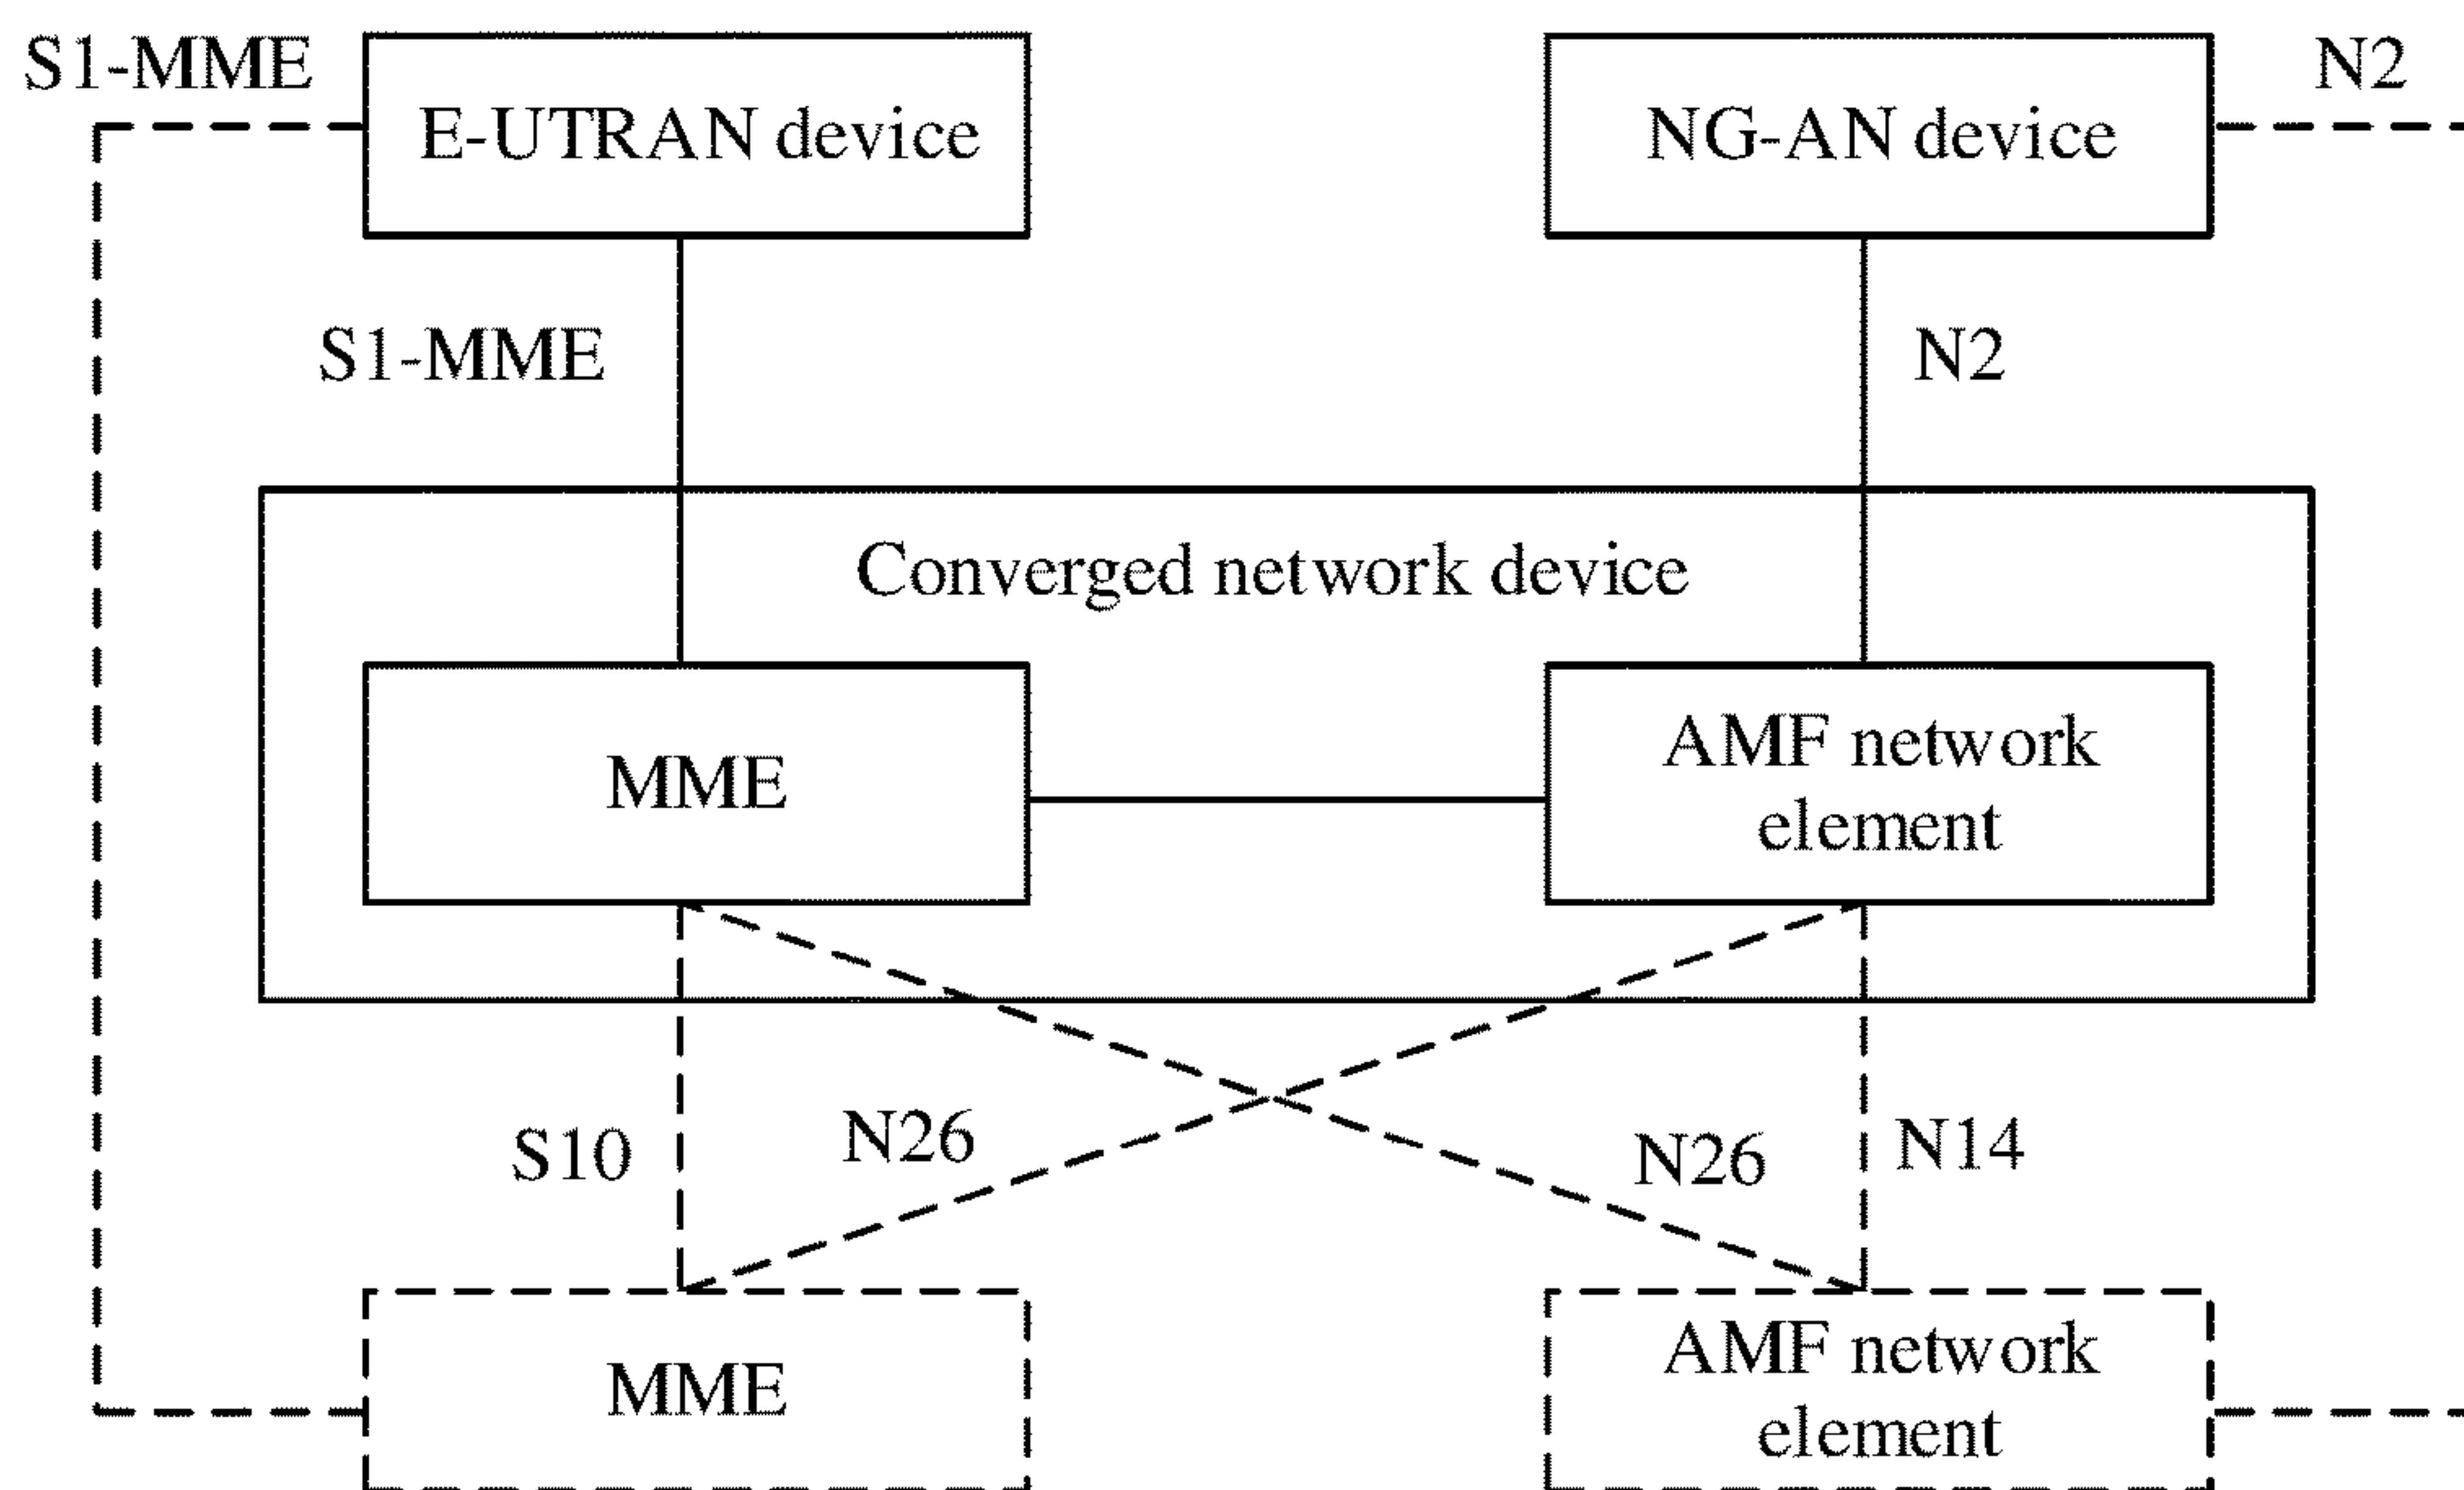 S1-MME
E-UTRAN device
NG-AN device
N2
S1-MME
N2
Converged network device
MME
AMF network
element
S10
N26
N26
N14
MME
AMF network
element